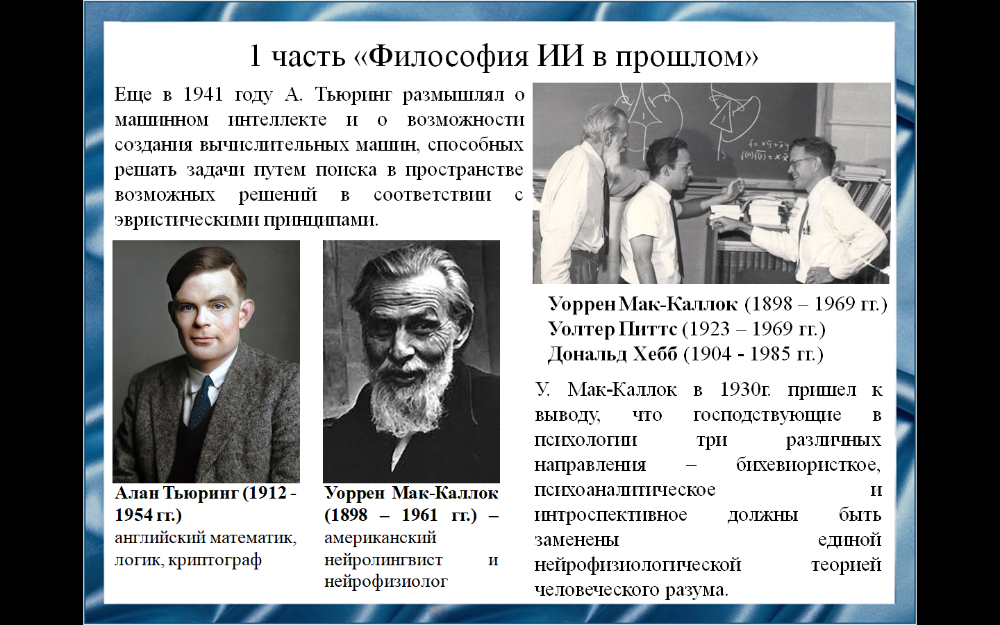 1 часть «Философия ИИ в прошлом»
Еще в 1941 году А. Тьюринг размышлял о
машинном интеллекте и о возможности
создания вычислительных машин, способных
решать задачи путем поиска в пространстве
возможных решений в соответствии с
эвристическими принципами.
Алан Тьюринг (1912 -
1954 гг.)
английский математик,
логик, криптограф
Уоррен Мак-Каллок
(1898 – 1961 гг.) –
американский
нейролингвист и
нейрофизиолог
Уоррен Мак-Каллок (1898 – 1969 гг.)
Уолтер Питтс (1923 – 1969 гг.)
Дональд Хебб (1904 - 1985 гг.)
У. Мак-Каллок в 1930г. пришел к
выводу, что господствующие в
психологии три различных
направления – бихевиористкое,
психоаналитическое и
интроспективное должны быть
заменены единой
нейрофизиологической теорией
человеческого разума.